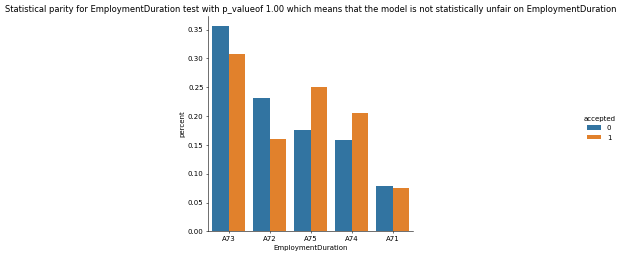 Statistical parity for EmploymentDuration test with p_valueof 1.00 which means that the model is not statistically unfair on EmploymentDuration
0.35
0.30
0.25
0.20
0.15
0.10
0.05
0.00
percent
A73 A72 A75 A74 A71
EmploymentDuration
accepted
0
1